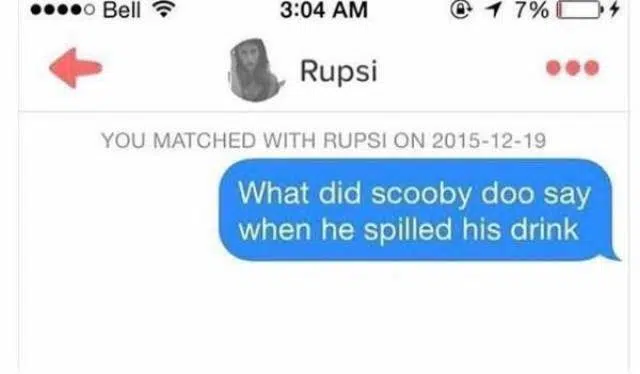 Bell 3:04 AM 7%
Rupsi
YOU MATCHED WITH RUPSI ON 2015-12-19
What did scooby doo say
when he spilled his drink